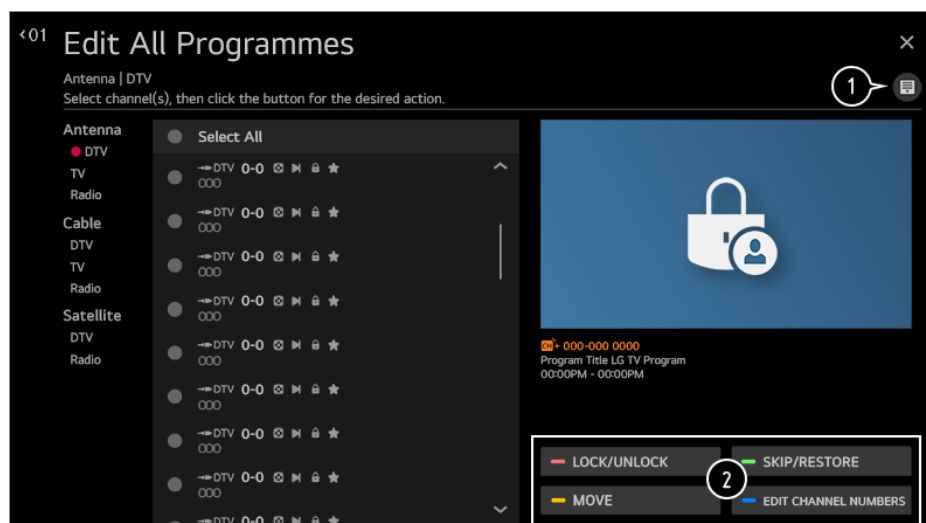 <01 Edit All Programmes
Antenna | DTV
Select channel(s), then click the button for the desired action.
1
Antenna
DTV
TV
Radio
Cable
DTV
TV
Radio
Satellite
DTV
Radio
Select All
DTV 0-0
000
DTV 0-0
000
DTV 0-0
000
DTV 0-0
000
DTV 0-0
000
DTV 0-0
000
DTV 0-0
000
DTV 0-0
000
DTV 0-0
CH+ 000-000 0000
Program Title LG TV Program
00:00PM - 00:00PM
LOCK/UNLOCK
SKIP/RESTORE
2
MOVE
EDIT CHANNEL NUMBERS